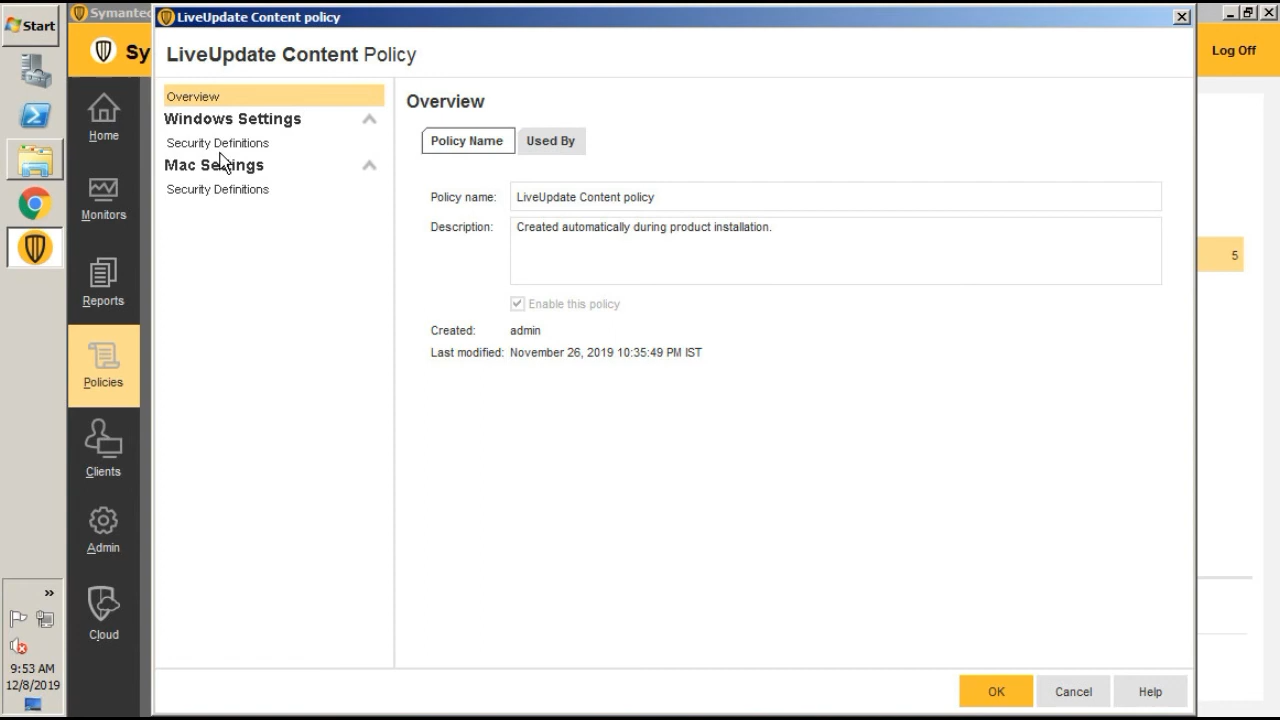 Start
Symantec
LiveUpdate Content policy
Sy
Log Off
LiveUpdate Content Policy
Overview
Windows Settings
Security Definitions
Mac Settings
Security Definitions
Overview
Policy Name
Used By
Policy name:
LiveUpdate Content policy
Description:
Created automatically during product installation.
Enable this policy
Created:
admin
Last modified:
November 26, 2019 10:35:49 PM IST
Home
Monitors
Reports
Policies
Clients
Admin
Cloud
5
»
9:53 AM
12/8/2019
OK
Cancel
Help